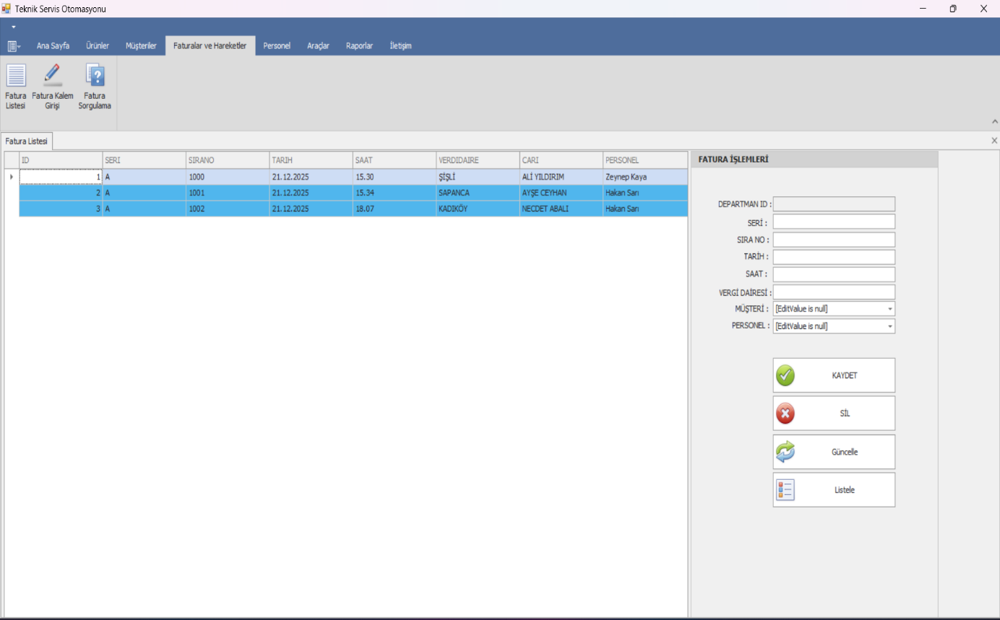 Teknik Servis Otomasyonu
Ana Sayfa Ürünler Müşteriler Faturalar ve Hareketler Personel Araçlar Raporlar İletişim
Fatura Listesi
Fatura Kalem Girişi
Fatura Sorgulama
Fatura Listesi
ID SERI SIRANO TARIH SAAT VERDIDAIRE CARI PERSONEL
1 A 1000 21.12.2025 15.30 ŞİŞLİ ALİ YILDIRIM Zeynep Kaya
2 A 1001 21.12.2025 15.34 SAPANCA AYŞE CEYHAN Hakan Sarı
3 A 1002 21.12.2025 18.07 KADIKÖY NECDET ABALI Hakan Sarı
FATURA İŞLEMLERİ
DEPARTMAN ID :
SERİ :
SIRA NO :
TARİH :
SAAT :
VERGİ DAİRESİ :
MÜŞTERİ : [EditValue is null]
PERSONEL : [EditValue is null]
KAYDET
SİL
Güncelle
Listele